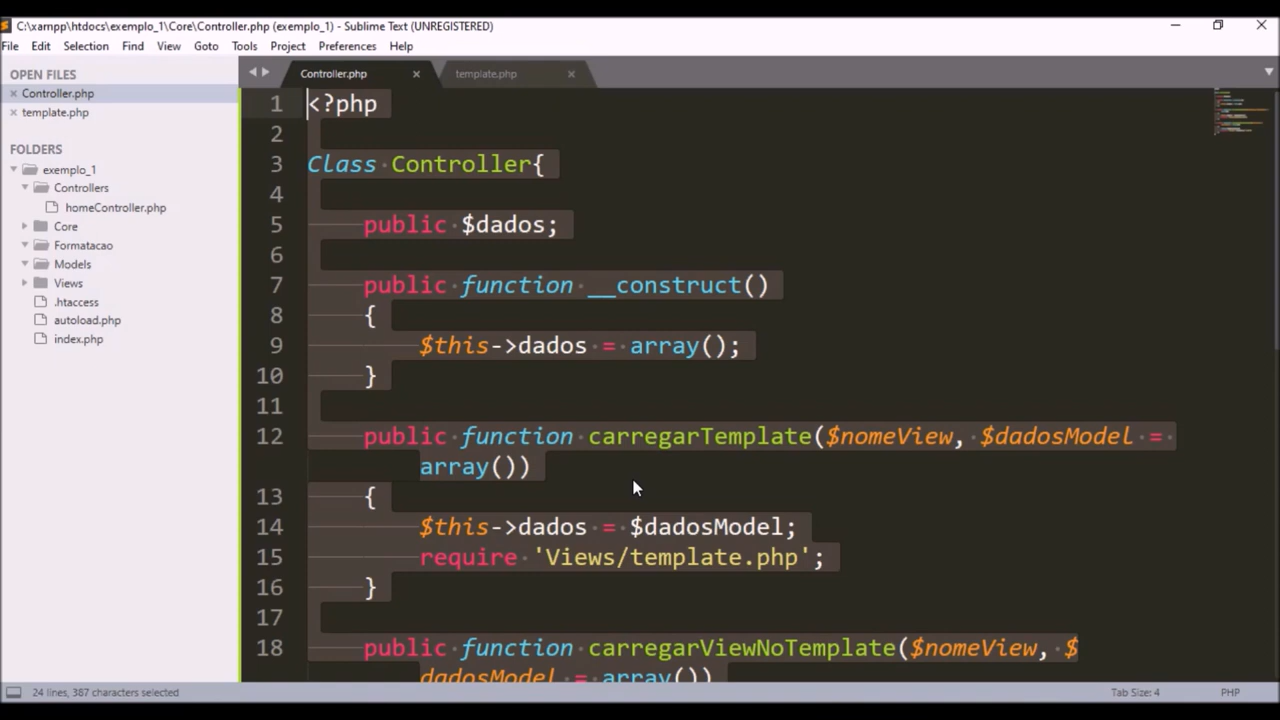 C:\xampp\htdocs\exemplo_1\Core\Controller.php (exemplo_1) - Sublime Text (UNREGISTERED)
File Edit Selection Find View Goto Tools Project Preferences Help
OPEN FILES
Controller.php
template.php
FOLDERS
exemplo_1
Controllers
homeController.php
Core
Formatacao
Models
Views
.htaccess
autoload.php
index.php
Controller.php template.php
1 <?php
2
3 Class Controller{
4
5 public $dados;
6
7 public function __construct()
8 {
9 $this->dados = array();
10 }
11
12 public function carregarTemplate($nomeView, $dadosModel =
array())
13 {
14 $this->dados = $dadosModel;
15 require 'Views/template.php';
16 }
17
18 public function carregarViewNoTemplate($nomeView, $
dadosModel = array())
24 lines, 387 characters selected
Tab Size: 4 PHP